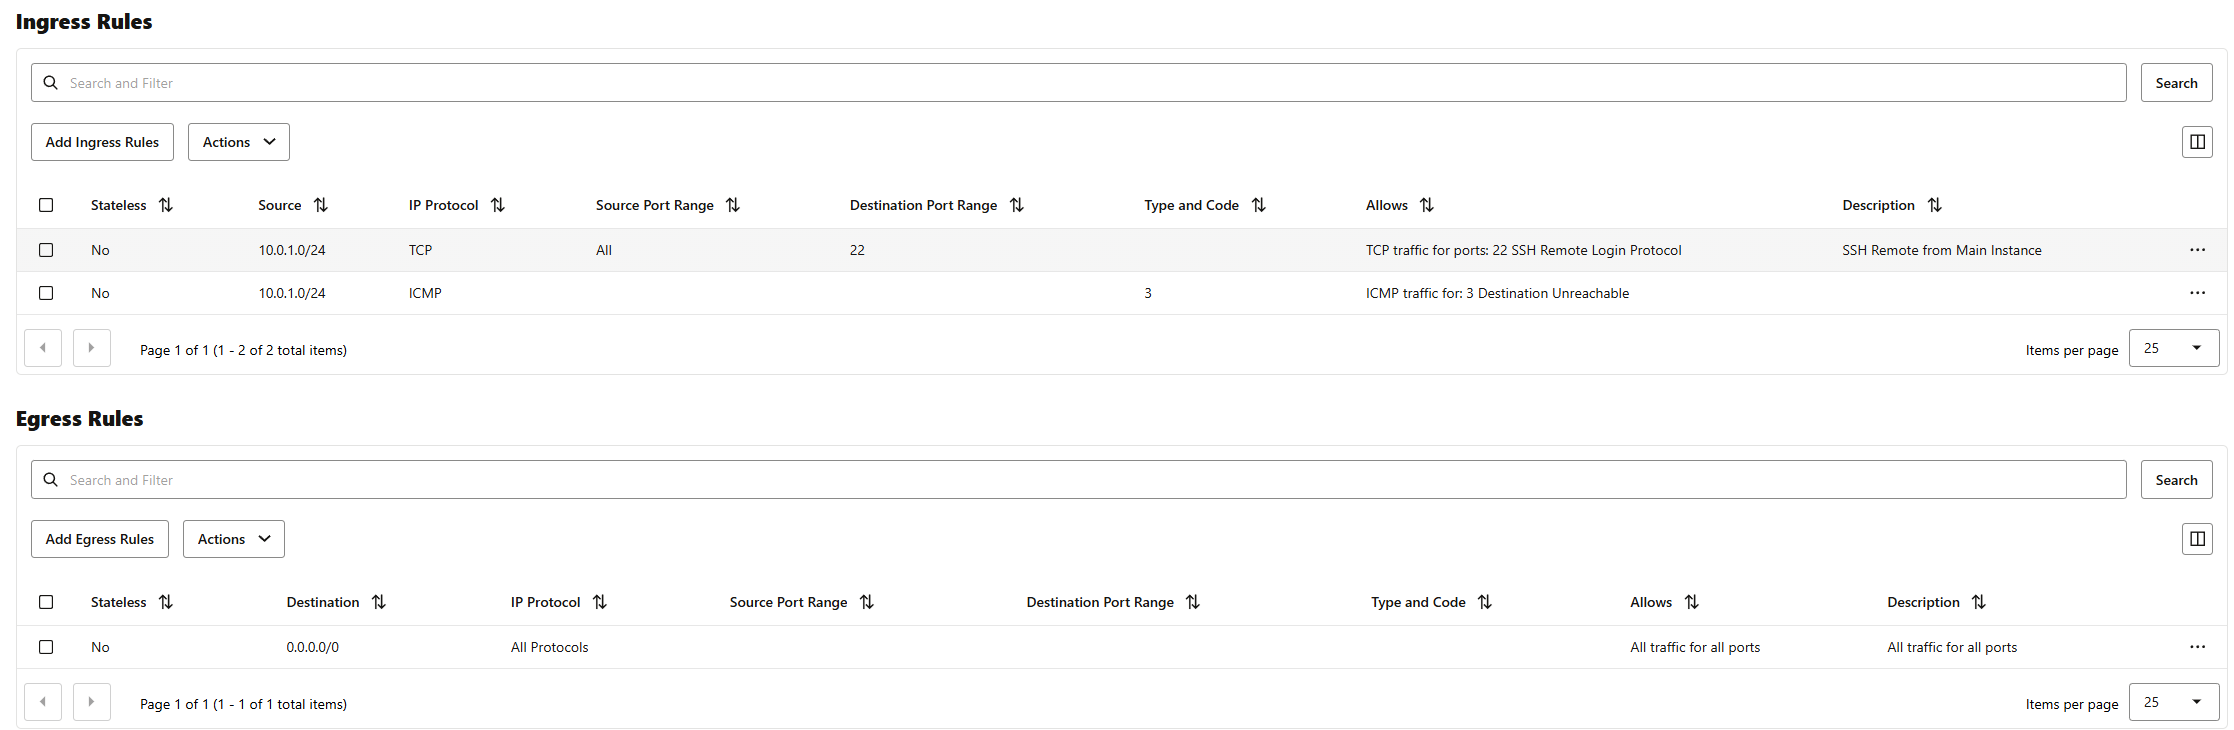 Ingress Rules
Search and Filter
Search
Add Ingress Rules
Actions
Stateless Source IP Protocol Source Port Range Destination Port Range Type and Code Allows Description
No 10.0.1.0/24 TCP All 22 TCP traffic for ports: 22 SSH Remote Login Protocol SSH Remote from Main Instance
No 10.0.1.0/24 ICMP 3 ICMP traffic for: 3 Destination Unreachable
Page 1 of 1 (1 - 2 of 2 total items)
Items per page 25
Egress Rules
Search and Filter
Search
Add Egress Rules
Actions
Stateless Destination IP Protocol Source Port Range Destination Port Range Type and Code Allows Description
No 0.0.0.0/0 All Protocols All traffic for all ports All traffic for all ports
Page 1 of 1 (1 - 1 of 1 total items)
Items per page 25